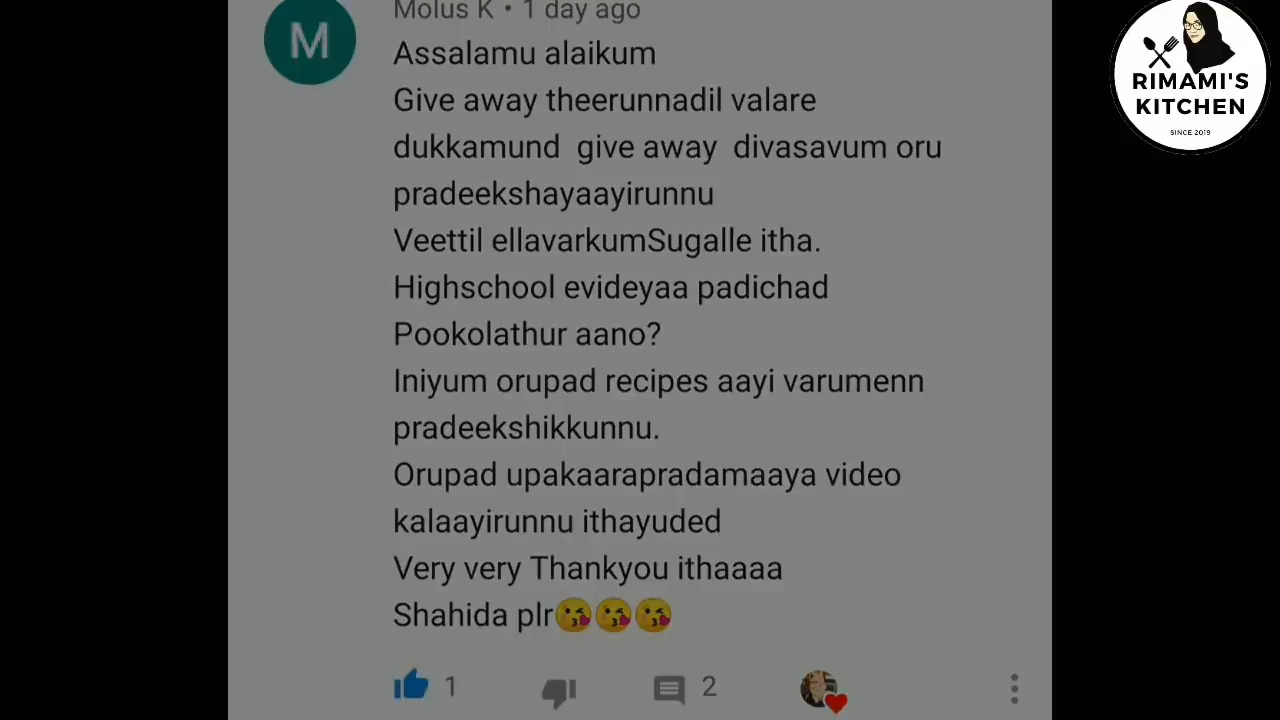 Molus K • 1 day ago
M
Assalamu alaikum
Give away theerunnadil valare
dukkamund give away divasavum oru
pradeekshayaayirunnu
Veettil ellavarkumSugalle itha.
Highschool evideyaa padichad
Pookolathur aano?
Iniyum orupad recipes aayi varumenn
pradeekshikkunnu.
Orupad upakaarapradamaaya video
kalaayirunnu ithayuded
Very very Thankyou ithaaaa
Shahida plr😘😘😘
1
2
RIMAMI'S
KITCHEN
SINCE 2019